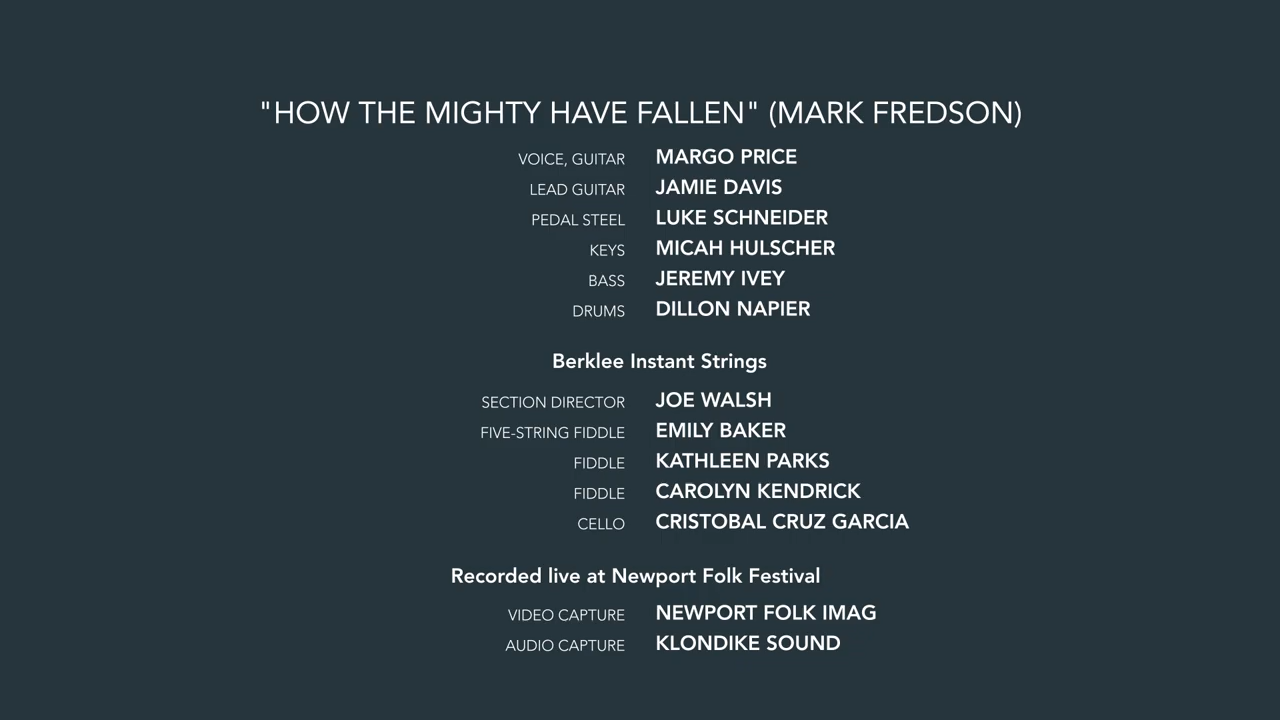 "HOW THE MIGHTY HAVE FALLEN" (MARK FREDSON)
VOICE, GUITAR MARGO PRICE
LEAD GUITAR JAMIE DAVIS
PEDAL STEEL LUKE SCHNEIDER
KEYS MICAH HULSCHER
BASS JEREMY IVEY
DRUMS DILLON NAPIER
Berklee Instant Strings
SECTION DIRECTOR JOE WALSH
FIVE-STRING FIDDLE EMILY BAKER
FIDDLE KATHLEEN PARKS
FIDDLE CAROLYN KENDRICK
CELLO CRISTOBAL CRUZ GARCIA
Recorded live at Newport Folk Festival
VIDEO CAPTURE NEWPORT FOLK IMAG
AUDIO CAPTURE KLONDIKE SOUND